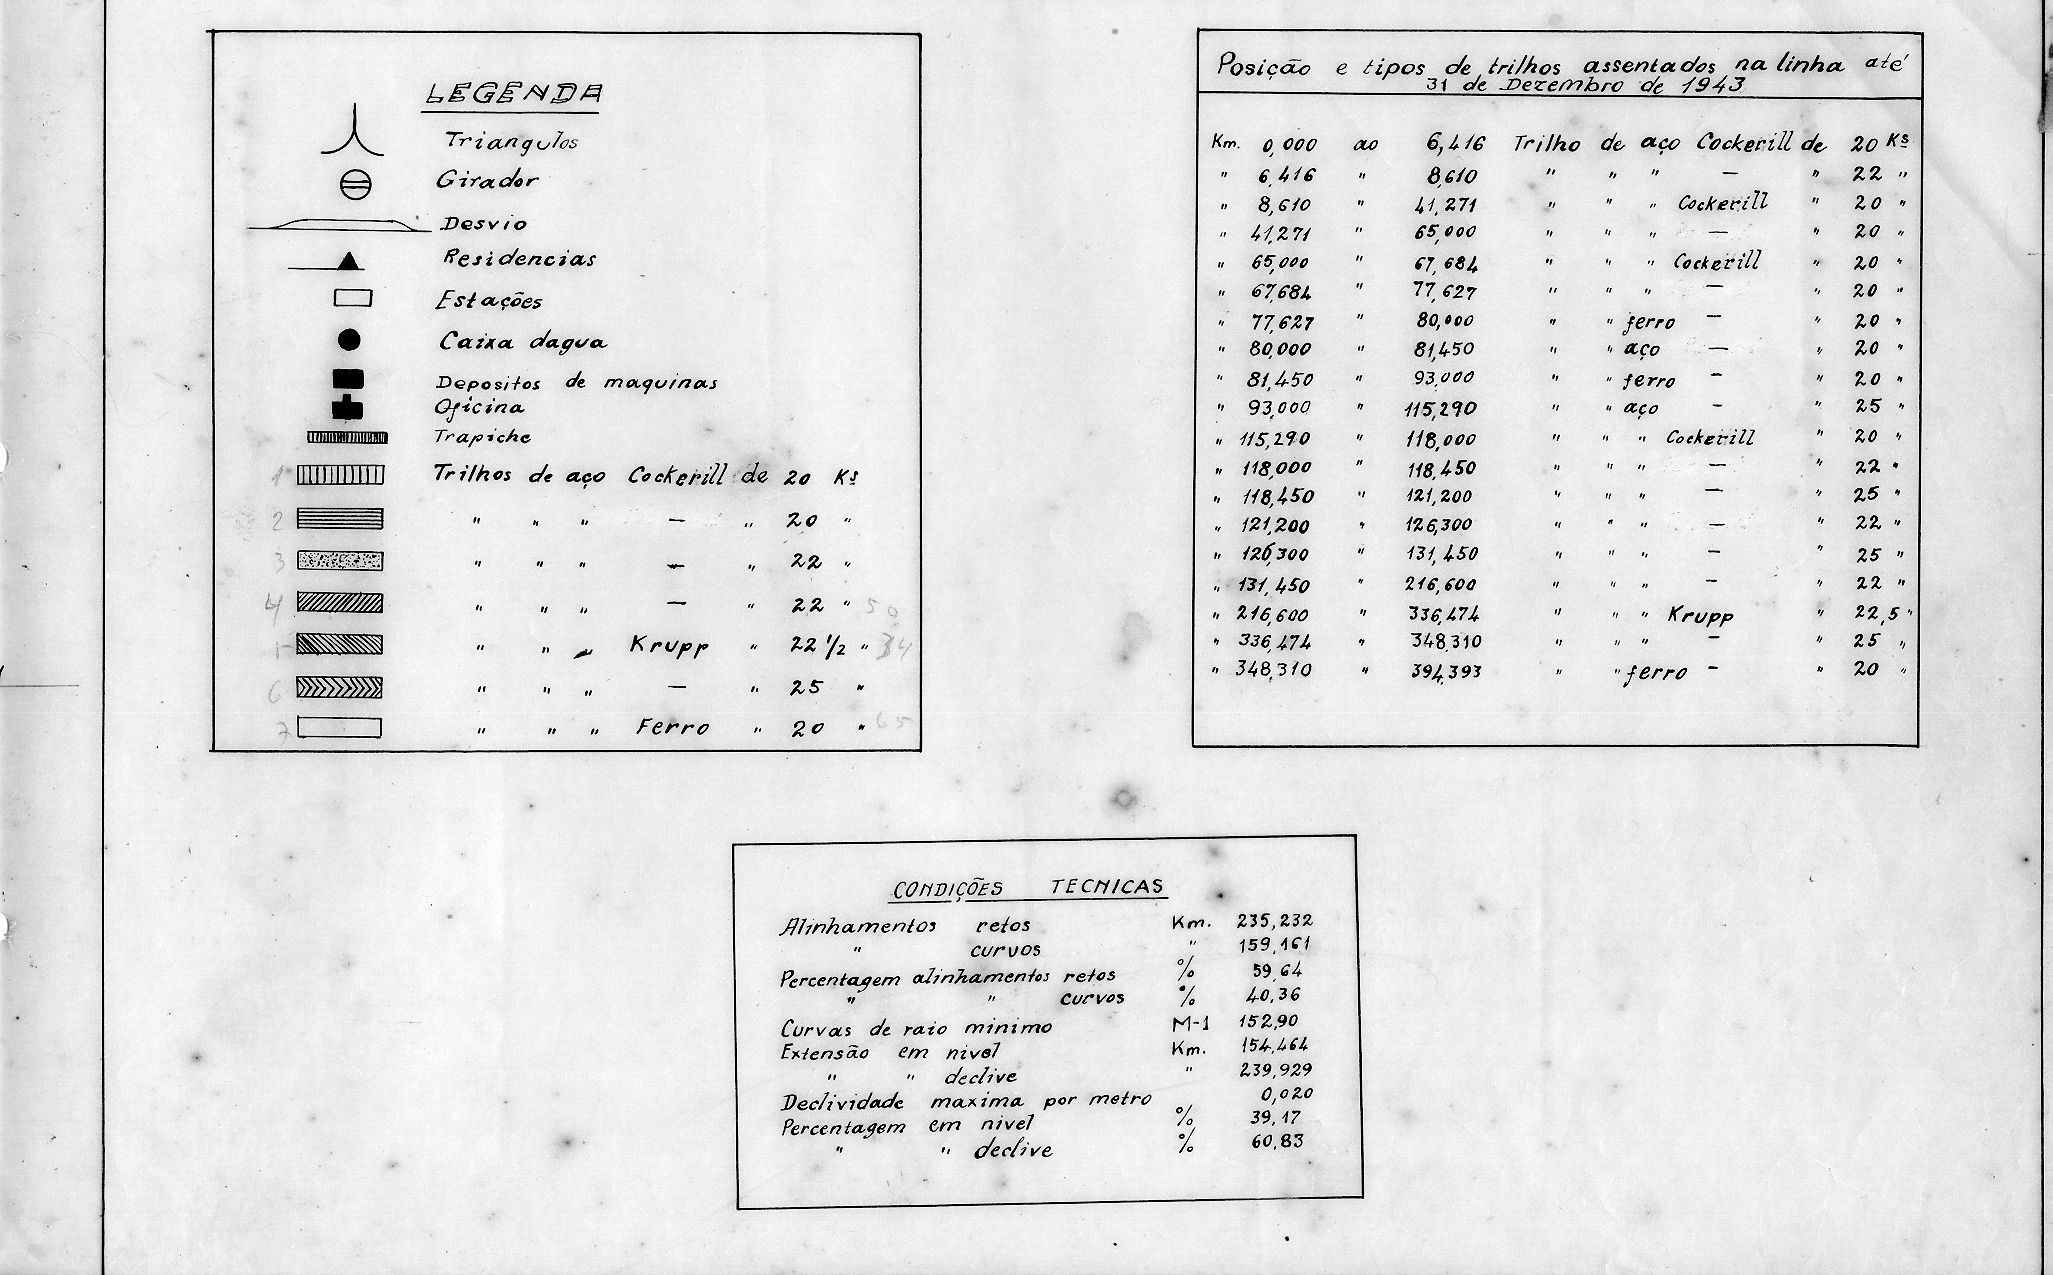 LEGENDA
Triangulos
Girador
Desvio
Residencias
Estações
Caixa dagua
Depositos de maquinas
Oficina
Trapiche
1 Trilhos de aço Cockerill de 20 Ks
2 " " " — " 20 "
3 " " " — " 22 "
4 " " " — " 22 " 50
" " " Krupp " 22 1/2 " 34
6 " " " — " 25 "
7 " " " Ferro " 20 " 65
Posição e tipos de trilhos assentados na linha até
31 de Dezembro de 1943
Km. 0,000 ao 6,416 Trilho de aço Cockerill de 20 Ks
" 6,416 " 8,610 " " " — " 22 "
" 8,610 " 41,271 " " " Cockerill " 20 "
" 41,271 " 65,000 " " " — " 20 "
" 65,000 " 67,684 " " " Cockerill " 20 "
" 67,684 " 77,627 " " " — " 20 "
" 77,627 " 80,000 " " ferro — " 20 "
" 80,000 " 81,450 " " aço — " 20 "
" 81,450 " 93,000 " " ferro — " 20 "
" 93,000 " 115,290 " " aço — " 25 "
" 115,290 " 118,000 " " " Cockerill " 20 "
" 118,000 " 118,450 " " " — " 22 "
" 118,450 " 121,200 " " " — " 25 "
" 121,200 " 126,300 " " " — " 22 "
" 126,300 " 131,450 " " " — " 25 "
" 131,450 " 216,600 " " " — " 22 "
" 216,600 " 336,474 " " " Krupp " 22,5 "
" 336,474 " 348,310 " " " — " 25 "
" 348,310 " 394,393 " " ferro — " 20 "
CONDIÇÕES TECNICAS
Alinhamentos retos Km. 235,232
" curvos " 159,161
Percentagem alinhamentos retos % 59,64
" " curvos % 40,36
Curvas de raio minimo M-1 152,90
Extensão em nivel Km. 154,464
" " declive " 239,929
Declividade maxima por metro 0,020
Percentagem em nivel % 39,17
" " declive % 60,83